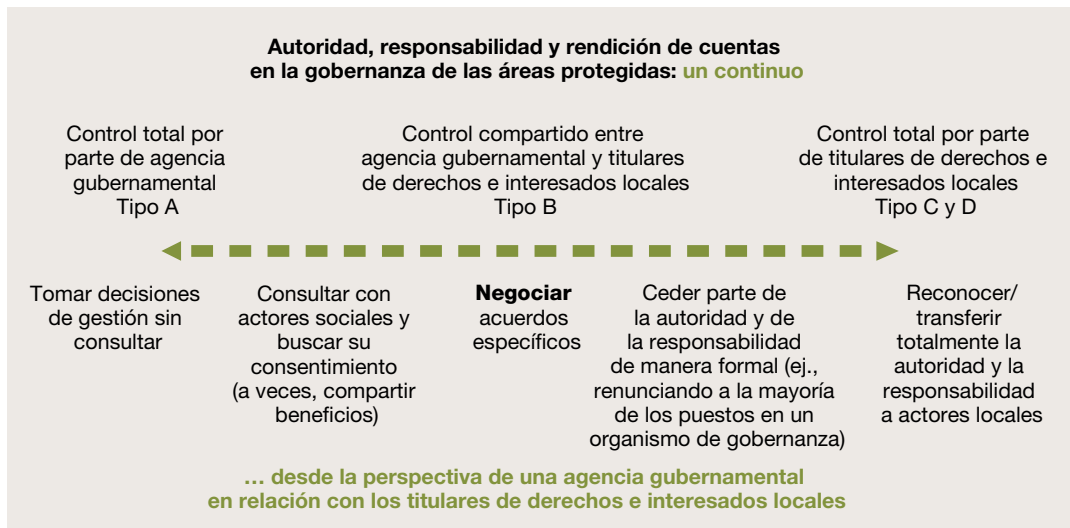 Autoridad, responsabilidad y rendición de cuentas
en la gobernanza de las áreas protegidas: un continuo
Control total por
parte de agencia
gubernamental
Tipo A
Control compartido entre
agencia gubernamental y titulares
de derechos e interesados locales
Tipo B
Control total por parte
de titulares de derechos e
interesados locales
Tipo C y D
Tomar decisiones
de gestión sin
consultar
Consultar con
actores sociales y
buscar su
consentimiento
(a veces, compartir
beneficios)
Negociar
acuerdos
específicos
Ceder parte de
la autoridad y de
la responsabilidad
de manera formal (ej.,
renunciando a la mayoría
de los puestos en un
organismo de gobernanza)
Reconocer/
transferir
totalmente la
autoridad y la
responsabilidad
a actores locales
… desde la perspectiva de una agencia gubernamental
en relación con los titulares de derechos e interesados locales